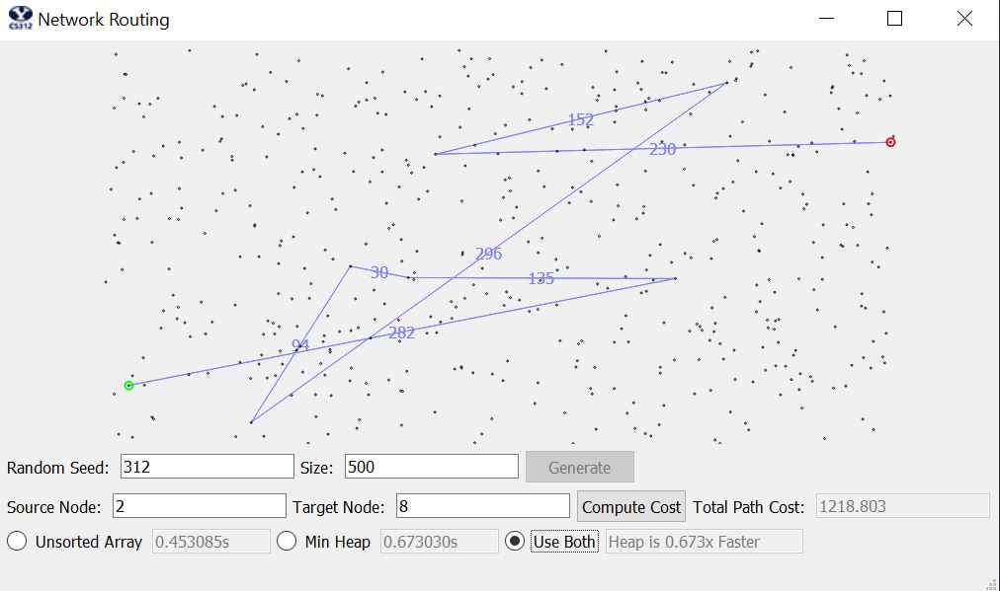 CS312 Network Routing
152
230
296
30
135
282
94
Random Seed: 312 Size: 500 Generate
Source Node: 2 Target Node: 8 Compute Cost Total Path Cost: 1218.803
Unsorted Array 0.453085s Min Heap 0.673030s Use Both Heap is 0.673x Faster